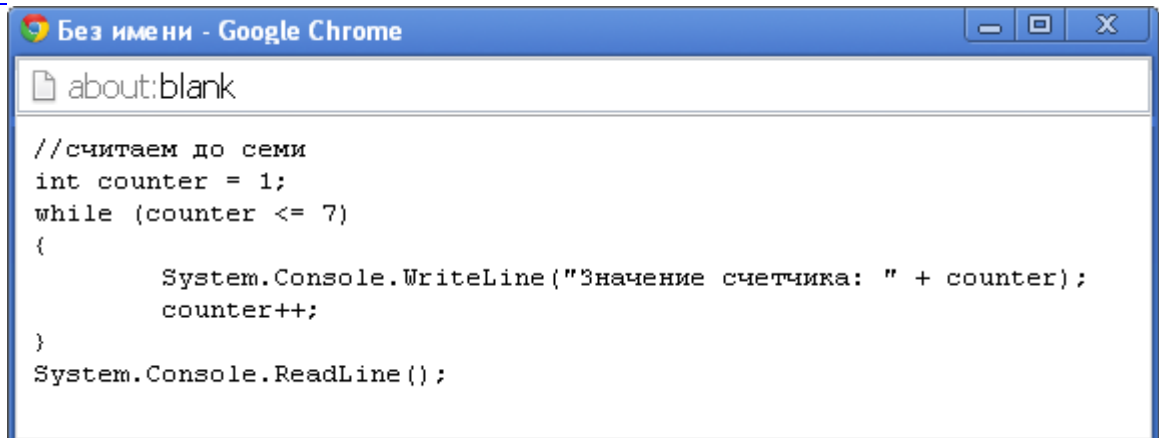 Без имени - Google Chrome
about:blank
//считаем до семи
int counter = 1;
while (counter <= 7)
{
        System.Console.WriteLine("Значение счетчика: " + counter);
        counter++;
}
System.Console.ReadLine();